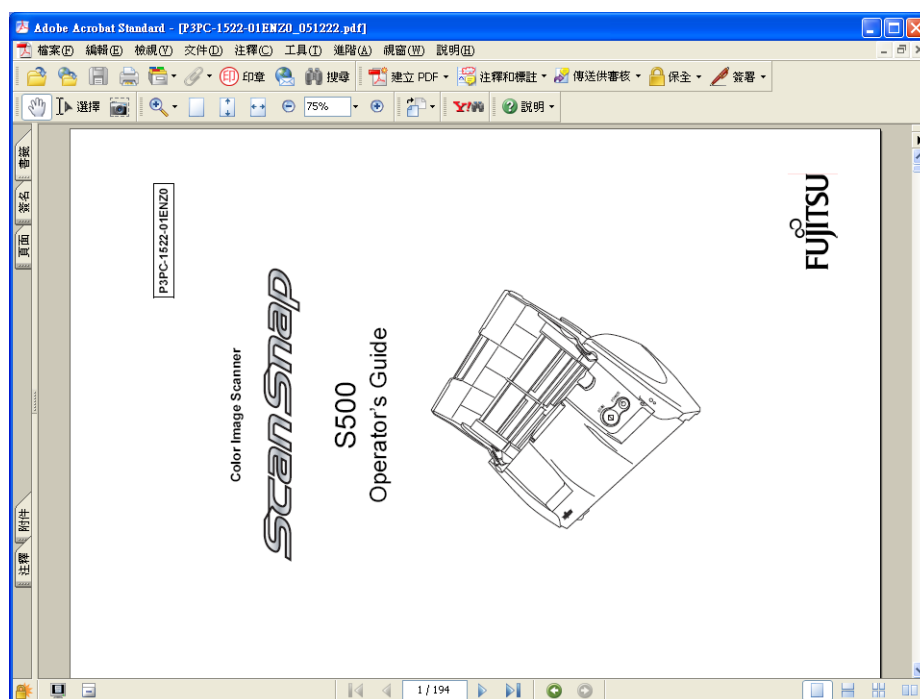 Adobe Acrobat Standard - [P3PC-1522-01ENZ0_051222.pdf]
檔案(F) 編輯(E) 檢視(V) 文件(D) 注釋(C) 工具(T) 進階(A) 視窗(W) 說明(H)
印章 搜尋 建立 PDF 注釋和標註 傳送供審核 保全 簽署
選擇 75% Y! 說明
書籤
簽名
頁面
附件
注釋
P3PC-1522-01ENZ0
Color Image Scanner
ScanSnap
S500
Operator's Guide
FUJITSU
1 / 194